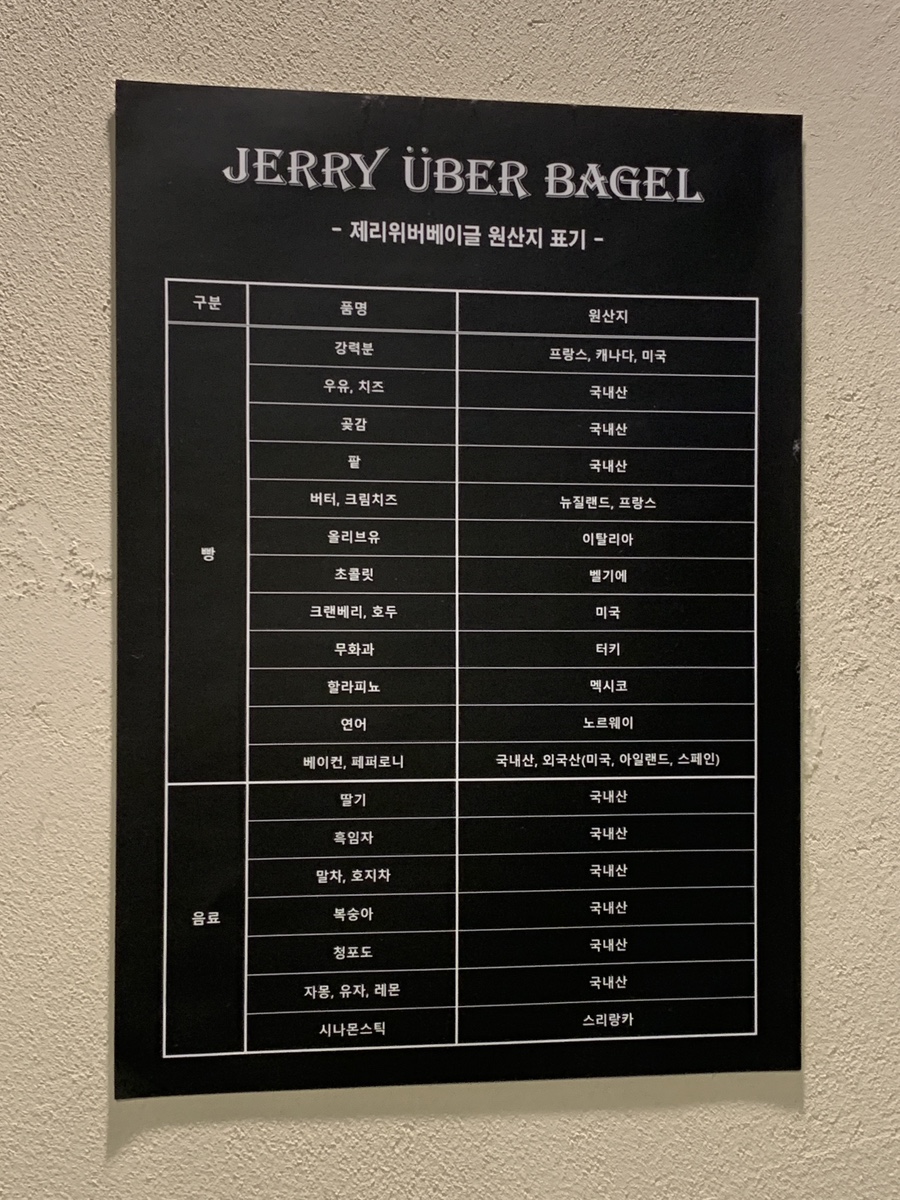 JERRY ÜBER BAGEL
- 제리위버베이글 원산지 표기 -
구분 품명 원산지
빵
강력분 프랑스, 캐나다, 미국
우유, 치즈 국내산
곶감 국내산
팥 국내산
버터, 크림치즈 뉴질랜드, 프랑스
올리브유 이탈리아
초콜릿 벨기에
크랜베리, 호두 미국
무화과 터키
할라피뇨 멕시코
연어 노르웨이
베이컨, 페퍼로니 국내산, 외국산(미국, 아일랜드, 스페인)
음료
딸기 국내산
흑임자 국내산
말차, 호지차 국내산
복숭아 국내산
청포도 국내산
자몽, 유자, 레몬 국내산
시나몬스틱 스리랑카